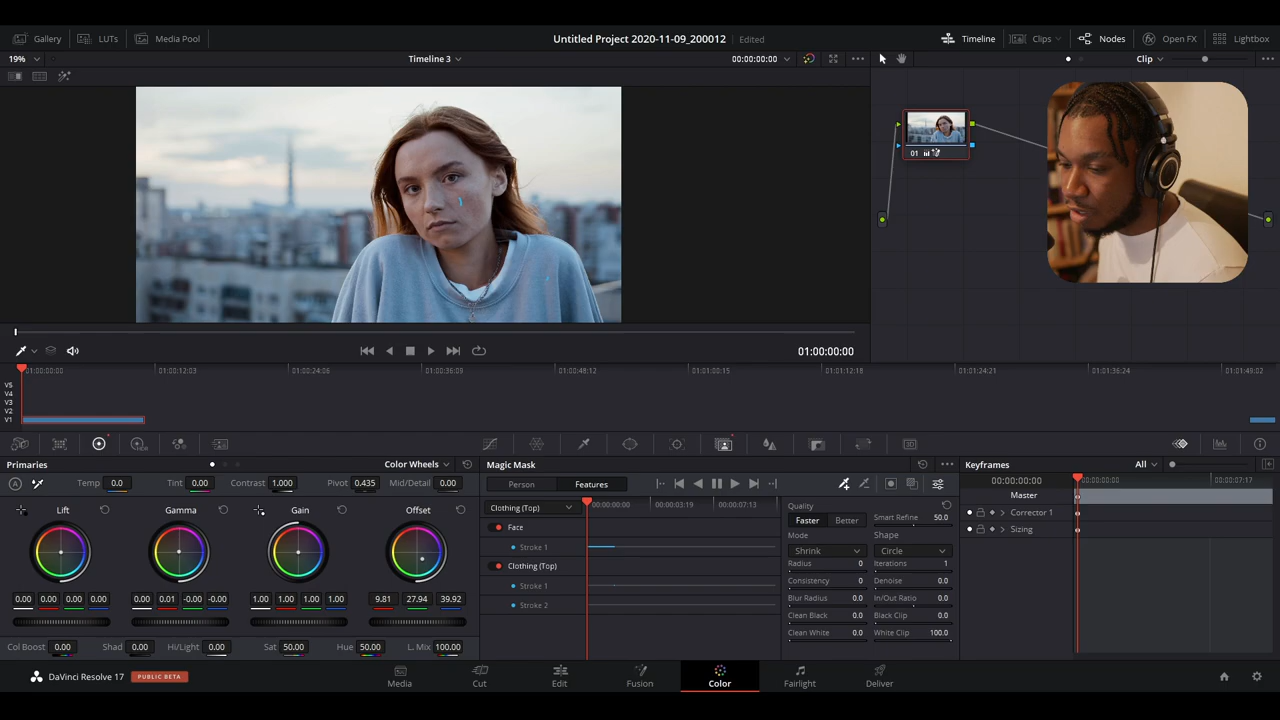 Gallery LUTs Media Pool Untitled Project 2020-11-09_200012 Edited Timeline Clips Nodes Open FX Lightbox
19% Timeline 3 00:00:00:00 Clip
01
01:00:00:00
01:00:00:00 01:00:12:03 01:00:24:06 01:00:36:09 01:00:48:12 01:01:00:15 01:01:12:18 01:01:24:21 01:01:36:24 01:01:49:02
V5
V4
V3
V2
V1
Primaries Color Wheels Magic Mask Keyframes All
A Temp 0.0 Tint 0.00 Contrast 1.000 Pivot 0.435 Mid/Detail 0.00 Person Features 00:00:00:00 00:00:00:00 00:00:07:17
Lift Gamma Gain Offset
Clothing (Top) 00:00:00:00 00:00:03:19 00:00:07:13
Quality
Faster Better Smart Refine 50.0
Master
Face
Stroke 1
Clothing (Top)
Stroke 1
Stroke 2
Mode Shape
Shrink Circle
Radius 0 Iterations 1
Consistency 0 Denoise 0.0
Blur Radius 0.0 In/Out Ratio 0.0
Clean Black 0.0 Black Clip 0.0
Clean White 0.0 White Clip 100.0
Corrector 1
Sizing
0.00 0.00 0.00 0.00 0.00 0.01 -0.00 -0.00 1.00 1.00 1.00 1.00 9.81 27.94 39.92
Col Boost 0.00 Shad 0.00 Hi/Light 0.00 Sat 50.00 Hue 50.00 L. Mix 100.00
DaVinci Resolve 17 PUBLIC BETA Media Cut Edit Fusion Color Fairlight Deliver